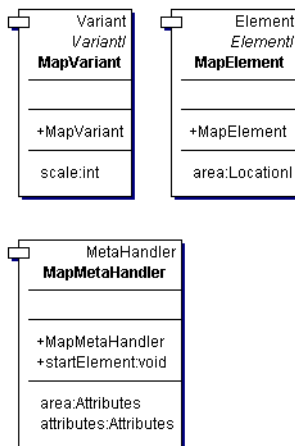 Variant
VariantI
MapVariant
+MapVariant
scale:int
Element
ElementI
MapElement
+MapElement
area:LocationI
MetaHandler
MapMetaHandler
+MapMetaHandler
+startElement:void
area:Attributes
attributes:Attributes